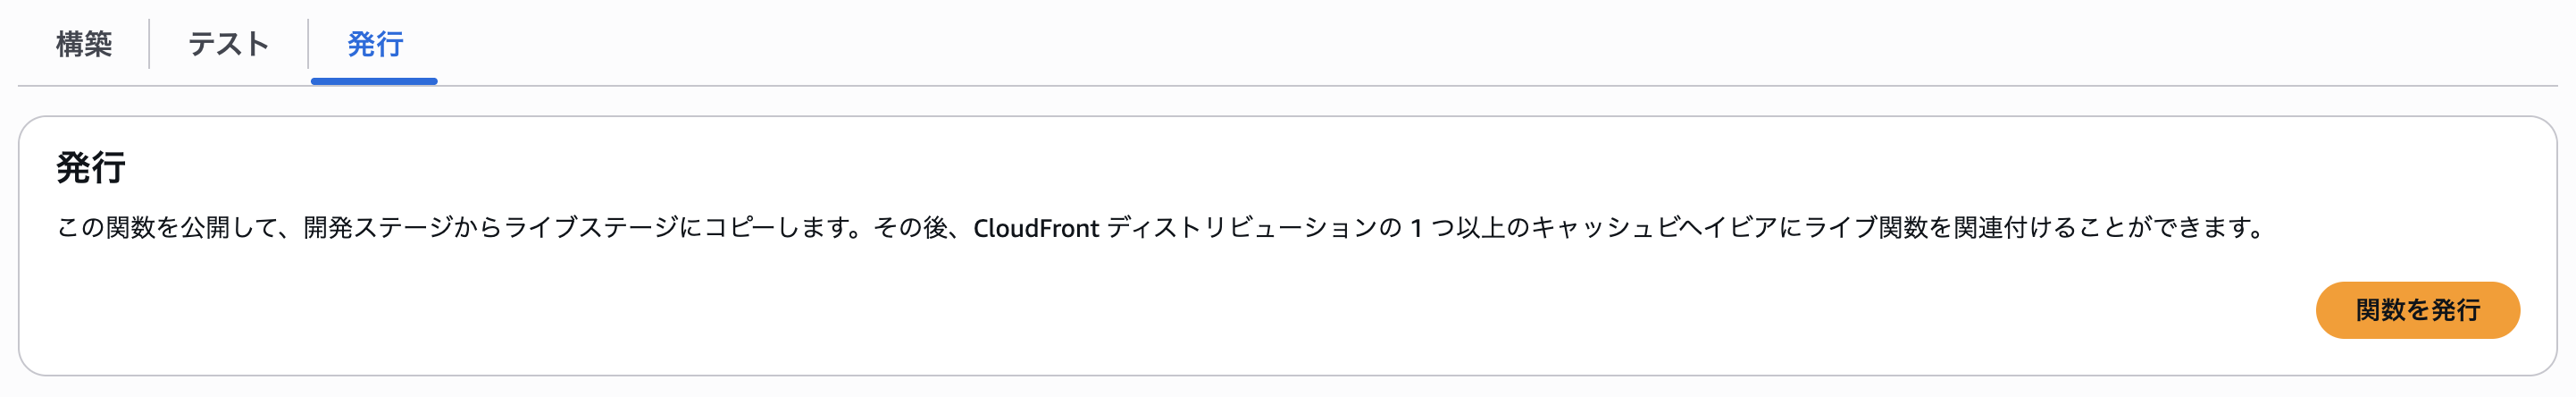 構築
テスト
発行
発行
この関数を公開して、開発ステージからライブステージにコピーします。その後、CloudFront ディストリビューションの 1 つ以上のキャッシュビヘイビアにライブ関数を関連付けることができます。
関数を発行